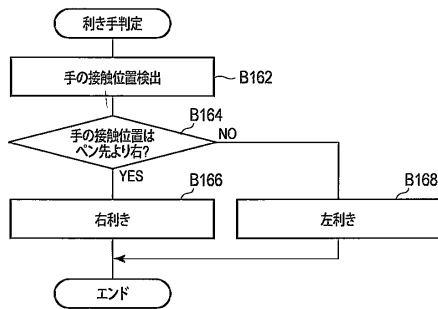 利き手判定
手の接触位置検出
B162
手の接触位置は
ペン先より右?
B164
NO
YES
B166
B168
右利き
左利き
エンド